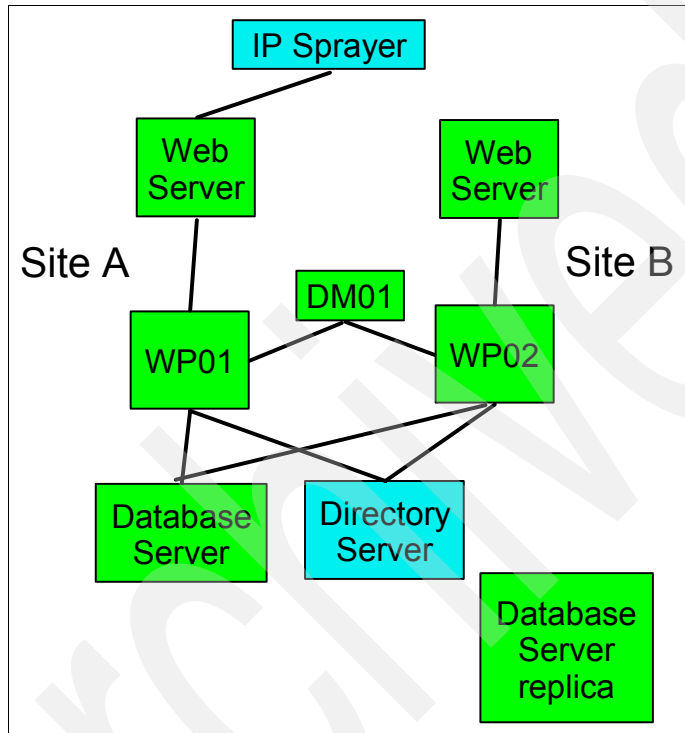 IP Sprayer
Web
Server
Web
Server
Site A
Site B
DM01
WP01
WP02
Database
Server
Directory
Server
Database
Server
replica